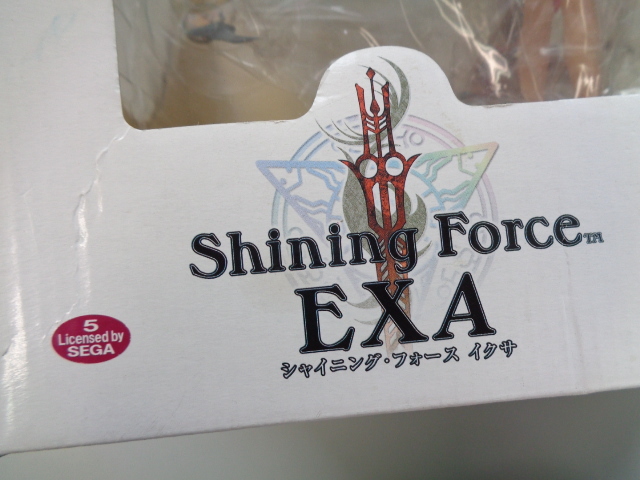 Shining Force™
EXA
シャイニング・フォース イクサ
5
Licensed by
SEGA